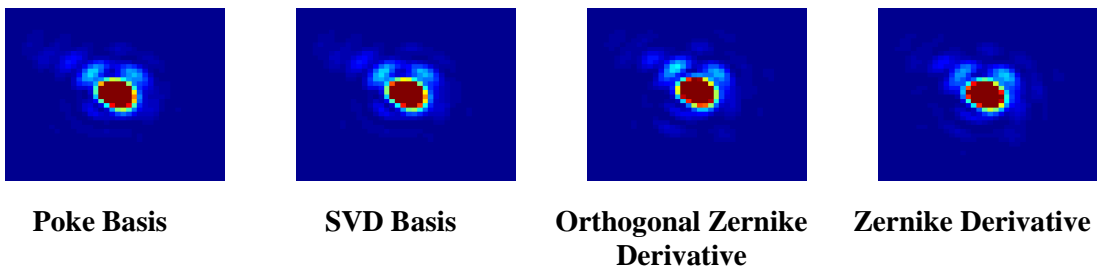 Poke Basis
SVD Basis
Orthogonal Zernike
Derivative
Zernike Derivative